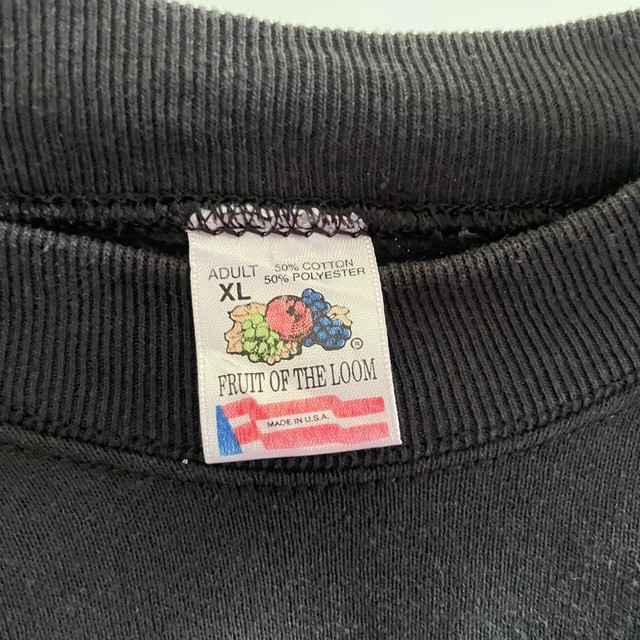 ADULT 50% COTTON
XL 50% POLYESTER
FRUIT OF THE LOOM
MADE IN U.S.A.